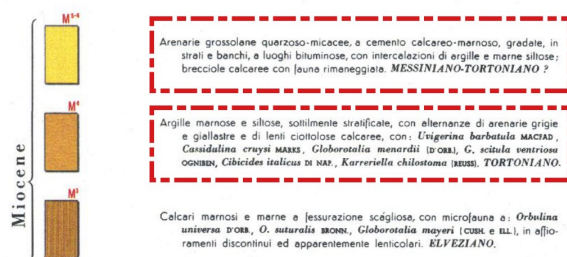 Miocene
M⁵⁻⁴
Arenarie grossolane quarzoso-micacee, a cemento calcareo-marnoso, gradate, in
strati e banchi, a luoghi bituminose, con intercalazioni di argille e marne siltose;
brecciole calcaree con fauna rimaneggiata. MESSINIANO-TORTONIANO ?
M⁴
Argille marnose e siltose, sottilmente stratificate, con alternanze di arenarie grigie
e giallastre e di lenti ciottolose calcaree, con: Uvigerina barbatula MACFAD,
Cassidulina cruysi MARKS, Globorotalia menardii (D'ORB.), G. scitula ventriosa
OGNIBEN, Cibicides italicus DI NAP., Karreriella chilostoma (REUSS). TORTONIANO.
M³
Calcari marnosi e marne a fessurazione scagliosa, con microfauna a: Orbulina
universa D'ORB., O. suturalis BRONN., Globorotalia mayeri (CUSH. e ELL.), in affio-
ramenti discontinui ed apparentemente lenticolari. ELVEZIANO.